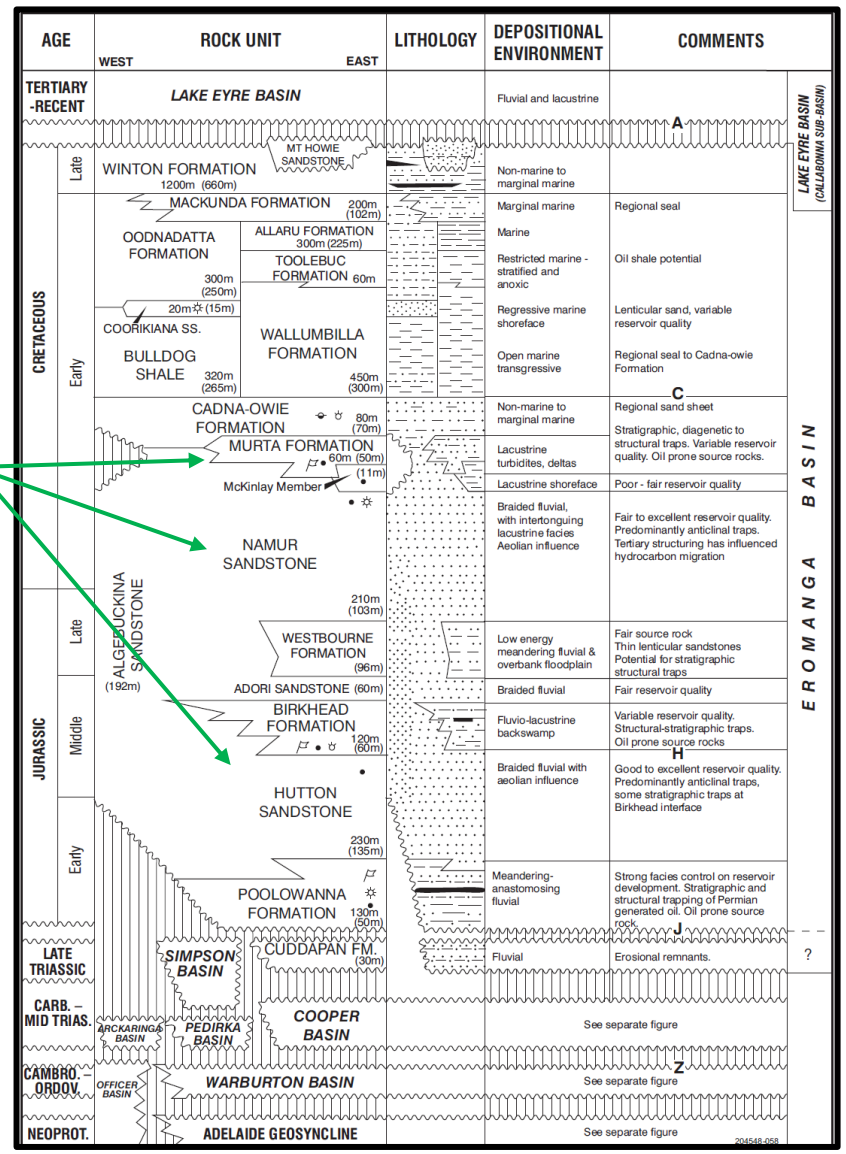 AGE
ROCK UNIT
WEST
EAST
LITHOLOGY
DEPOSITIONAL
ENVIRONMENT
COMMENTS
TERTIARY
-RECENT
LAKE EYRE BASIN
Fluvial and lacustrine
A
LAKE EYRE BASIN
(CALLABONNA SUB-BASIN)
CRETACEOUS
Late
MT HOWIE
SANDSTONE
WINTON FORMATION
1200m (660m)
Non-marine to
marginal marine
MACKUNDA FORMATION 200m
(102m)
Marginal marine
Regional seal
Early
OODNADATTA
FORMATION
300m
(250m)
ALLARU FORMATION
300m (225m)
Marine
TOOLEBUC
FORMATION 60m
Restricted marine -
stratified and
anoxic
Oil shale potential
20m (15m)
COORIKIANA SS.
Regressive marine
shoreface
Lenticular sand, variable
reservoir quality
BULLDOG
SHALE
320m
(265m)
WALLUMBILLA
FORMATION
450m
(300m)
Open marine
transgressive
Regional seal to Cadna-owie
Formation
C
CADNA-OWIE
FORMATION
80m
(70m)
Non-marine to
marginal marine
Regional sand sheet
Stratigraphic, diagenetic to
structural traps. Variable reservoir
quality. Oil prone source rocks.
MURTA FORMATION
60m (50m)
Lacustrine
turbidites, deltas
(11m)
McKinlay Member
Lacustrine shoreface
Poor - fair reservoir quality
NAMUR
SANDSTONE
210m
(103m)
Braided fluvial,
with intertonguing
lacustrine facies
Aeolian influence
Fair to excellent reservoir quality.
Predominantly anticlinal traps.
Tertiary structuring has influenced
hydrocarbon migration
EROMANGA BASIN
JURASSIC
Late
ALGEBUCKINA
SANDSTONE
(192m)
WESTBOURNE
FORMATION
(96m)
Low energy
meandering fluvial &
overbank floodplain
Fair source rock
Thin lenticular sandstones
Potential for stratigraphic
structural traps
Middle
ADORI SANDSTONE (60m)
Braided fluvial
Fair reservoir quality
BIRKHEAD
FORMATION
120m
(60m)
Fluvio-lacustrine
backswamp
Variable reservoir quality.
Structural-stratigraphic traps.
Oil prone source rocks
H
HUTTON
SANDSTONE
230m
(135m)
Braided fluvial with
aeolian influence
Good to excellent reservoir quality.
Predominantly anticlinal traps,
some stratigraphic traps at
Birkhead interface
Early
POOLOWANNA
FORMATION
130m
(50m)
Meandering-
anastomosing
fluvial
Strong facies control on reservoir
development. Stratigraphic and
structural trapping of Permian
generated oil. Oil prone source
rock.
J
LATE
TRIASSIC
SIMPSON
BASIN
CUDDAPAN FM.
(30m)
Fluvial
Erosional remnants.
?
CARB. –
MID TRIAS.
ARCKARINGA
BASIN
PEDIRKA
BASIN
COOPER
BASIN
See separate figure
Z
CAMBRO. –
ORDOV.
OFFICER
BASIN
WARBURTON BASIN
See separate figure
NEOPROT.
ADELAIDE GEOSYNCLINE
See separate figure
204548-058